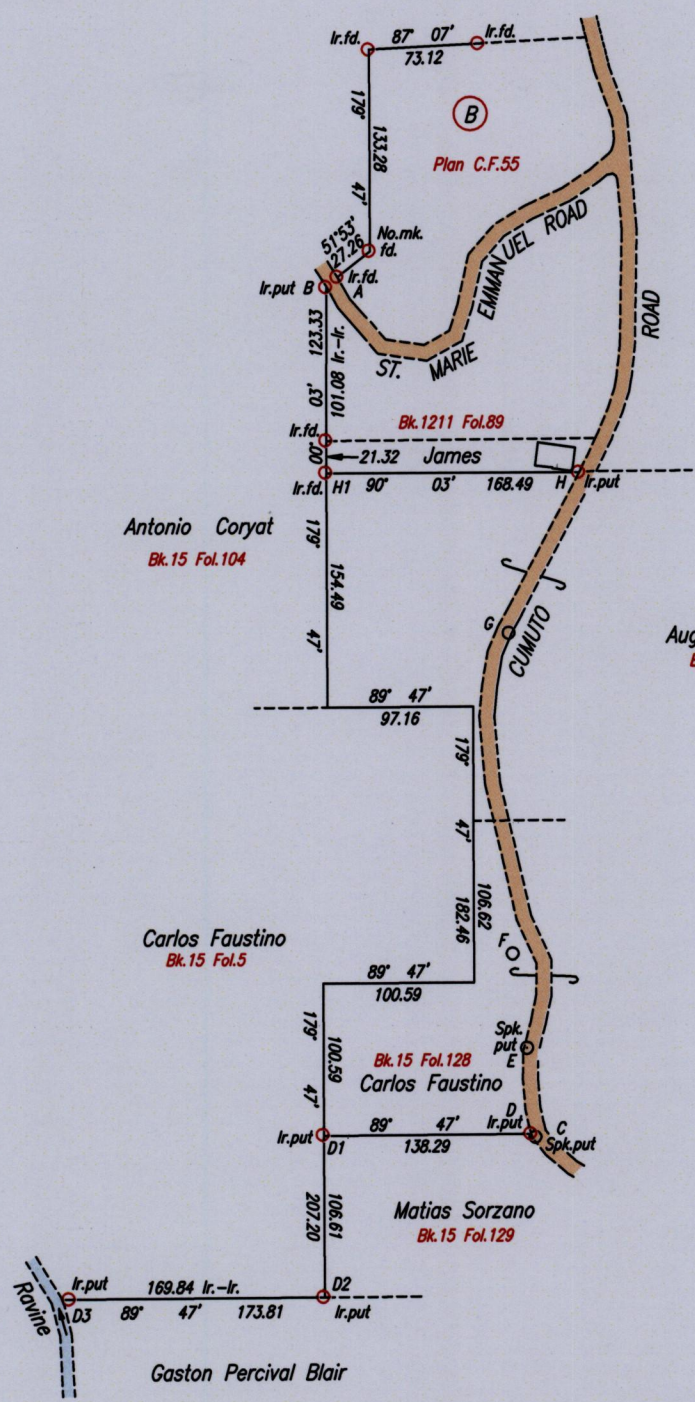 Ir.fd.
87° 07'
Ir.fd.
73.12
179° 47'
133.28
B
Plan C.F.55
51°53'
27.26
No.mk.
fd.
Ir.fd.
A
Ir.put B
ST. MARIE EMMANUEL ROAD
ROAD
123.33
101.80 Ir.-Ir.
03'
.00
Bk.1211 Fol.89
Ir.fd.
21.32 James
Ir.fd.
H1 90° 03' 168.49 H
Ir.put
Antonio Coryat
Bk.15 Fol.104
179° 47'
154.49
G
CUMUTO
Aug
89° 47'
97.16
179° 47'
106.62
182.46
Carlos Faustino
Bk.15 Fol.5
F
89° 47'
100.59
179° 47'
100.59
Spk.
put
E
Bk.15 Fol.128
Carlos Faustino
D
Ir.put
C
Spk.put
Ir.put
D1
89° 47'
138.29
106.61
207.20
Matias Sorzano
Bk.15 Fol.129
D2
Ir.put
Ir.put
169.84 Ir.-Ir.
D3
89° 47' 173.81
Ravine
Gaston Percival Blair